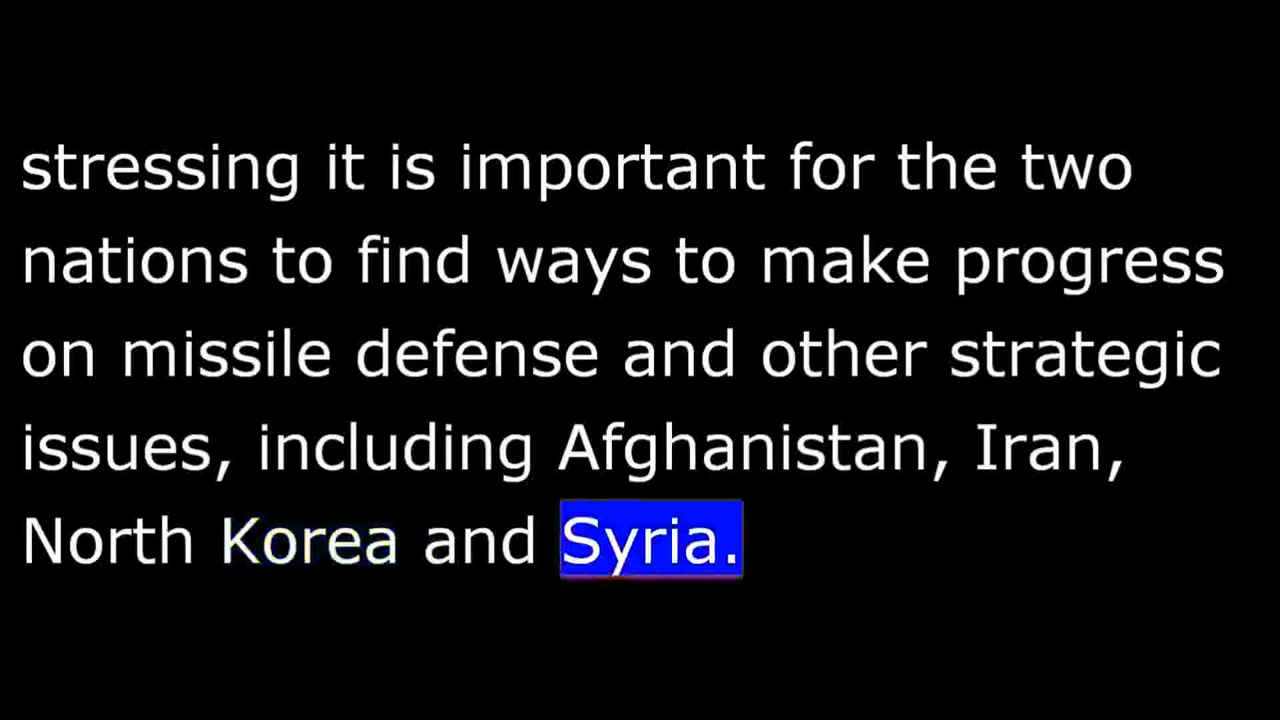 stressing it is important for the two
nations to find ways to make progress
on missile defense and other strategic
issues, including Afghanistan, Iran,
North Korea and Syria.